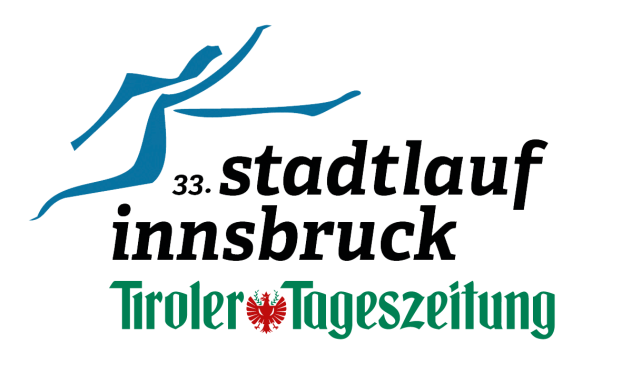 33. stadtlauf
innsbruck
Tiroler Tageszeitung